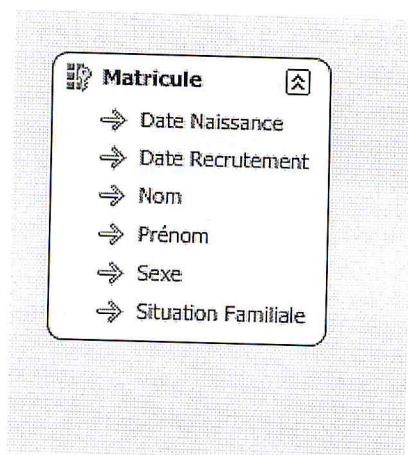 Matricule
Date Naissance
Date Recrutement
Nom
Prénom
Sexe
Situation Familiale